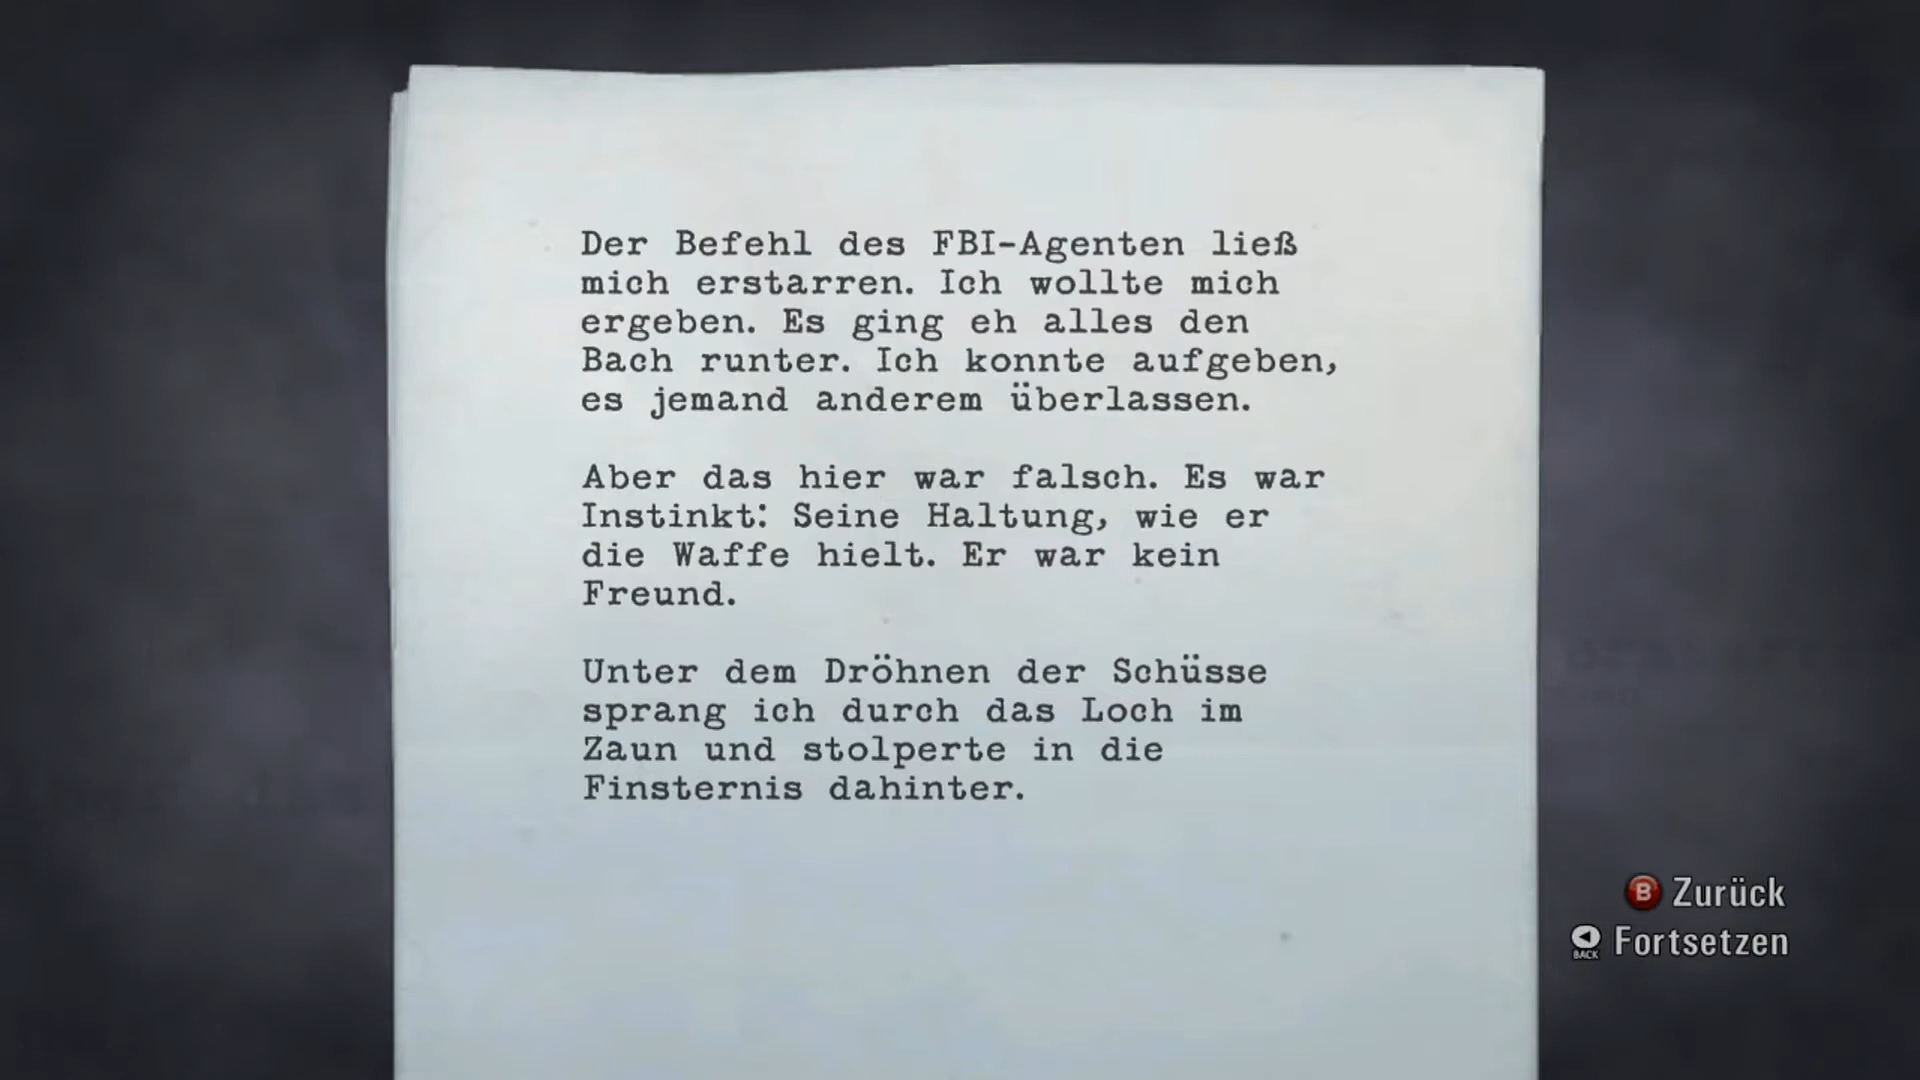 Der Befehl des FBI-Agenten ließ
mich erstarren. Ich wollte mich
ergeben. Es ging eh alles den
Bach runter. Ich konnte aufgeben,
es jemand anderem überlassen.
Aber das hier war falsch. Es war
Instinkt: Seine Haltung, wie er
die Waffe hielt. Er war kein
Freund.
Unter dem Dröhnen der Schüsse
sprang ich durch das Loch im
Zaun und stolperte in die
Finsternis dahinter.
B Zurück
BACK Fortsetzen